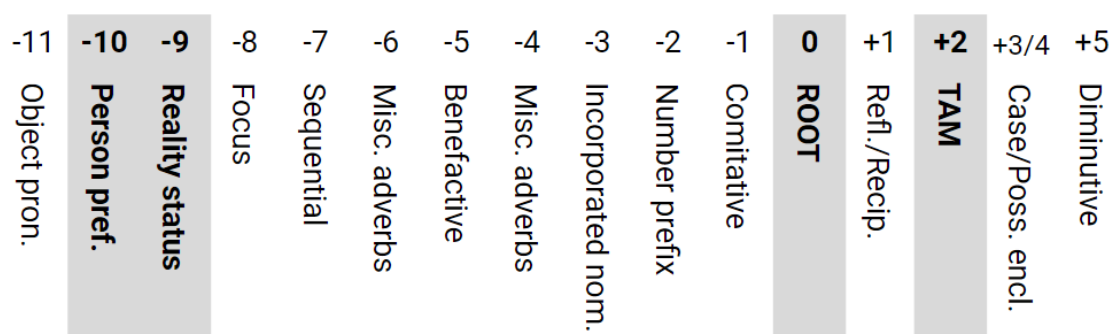 -11 -10 -9 -8 -7 -6 -5 -4 -3 -2 -1 0 +1 +2 +3/4 +5
Object pron.
Person pref.
Reality status
Focus
Sequential
Misc. adverbs
Benefactive
Misc. adverbs
Incorporated nom.
Number prefix
Comitative
ROOT
Refl./Recip.
TAM
Case/Poss. encl.
Diminutive